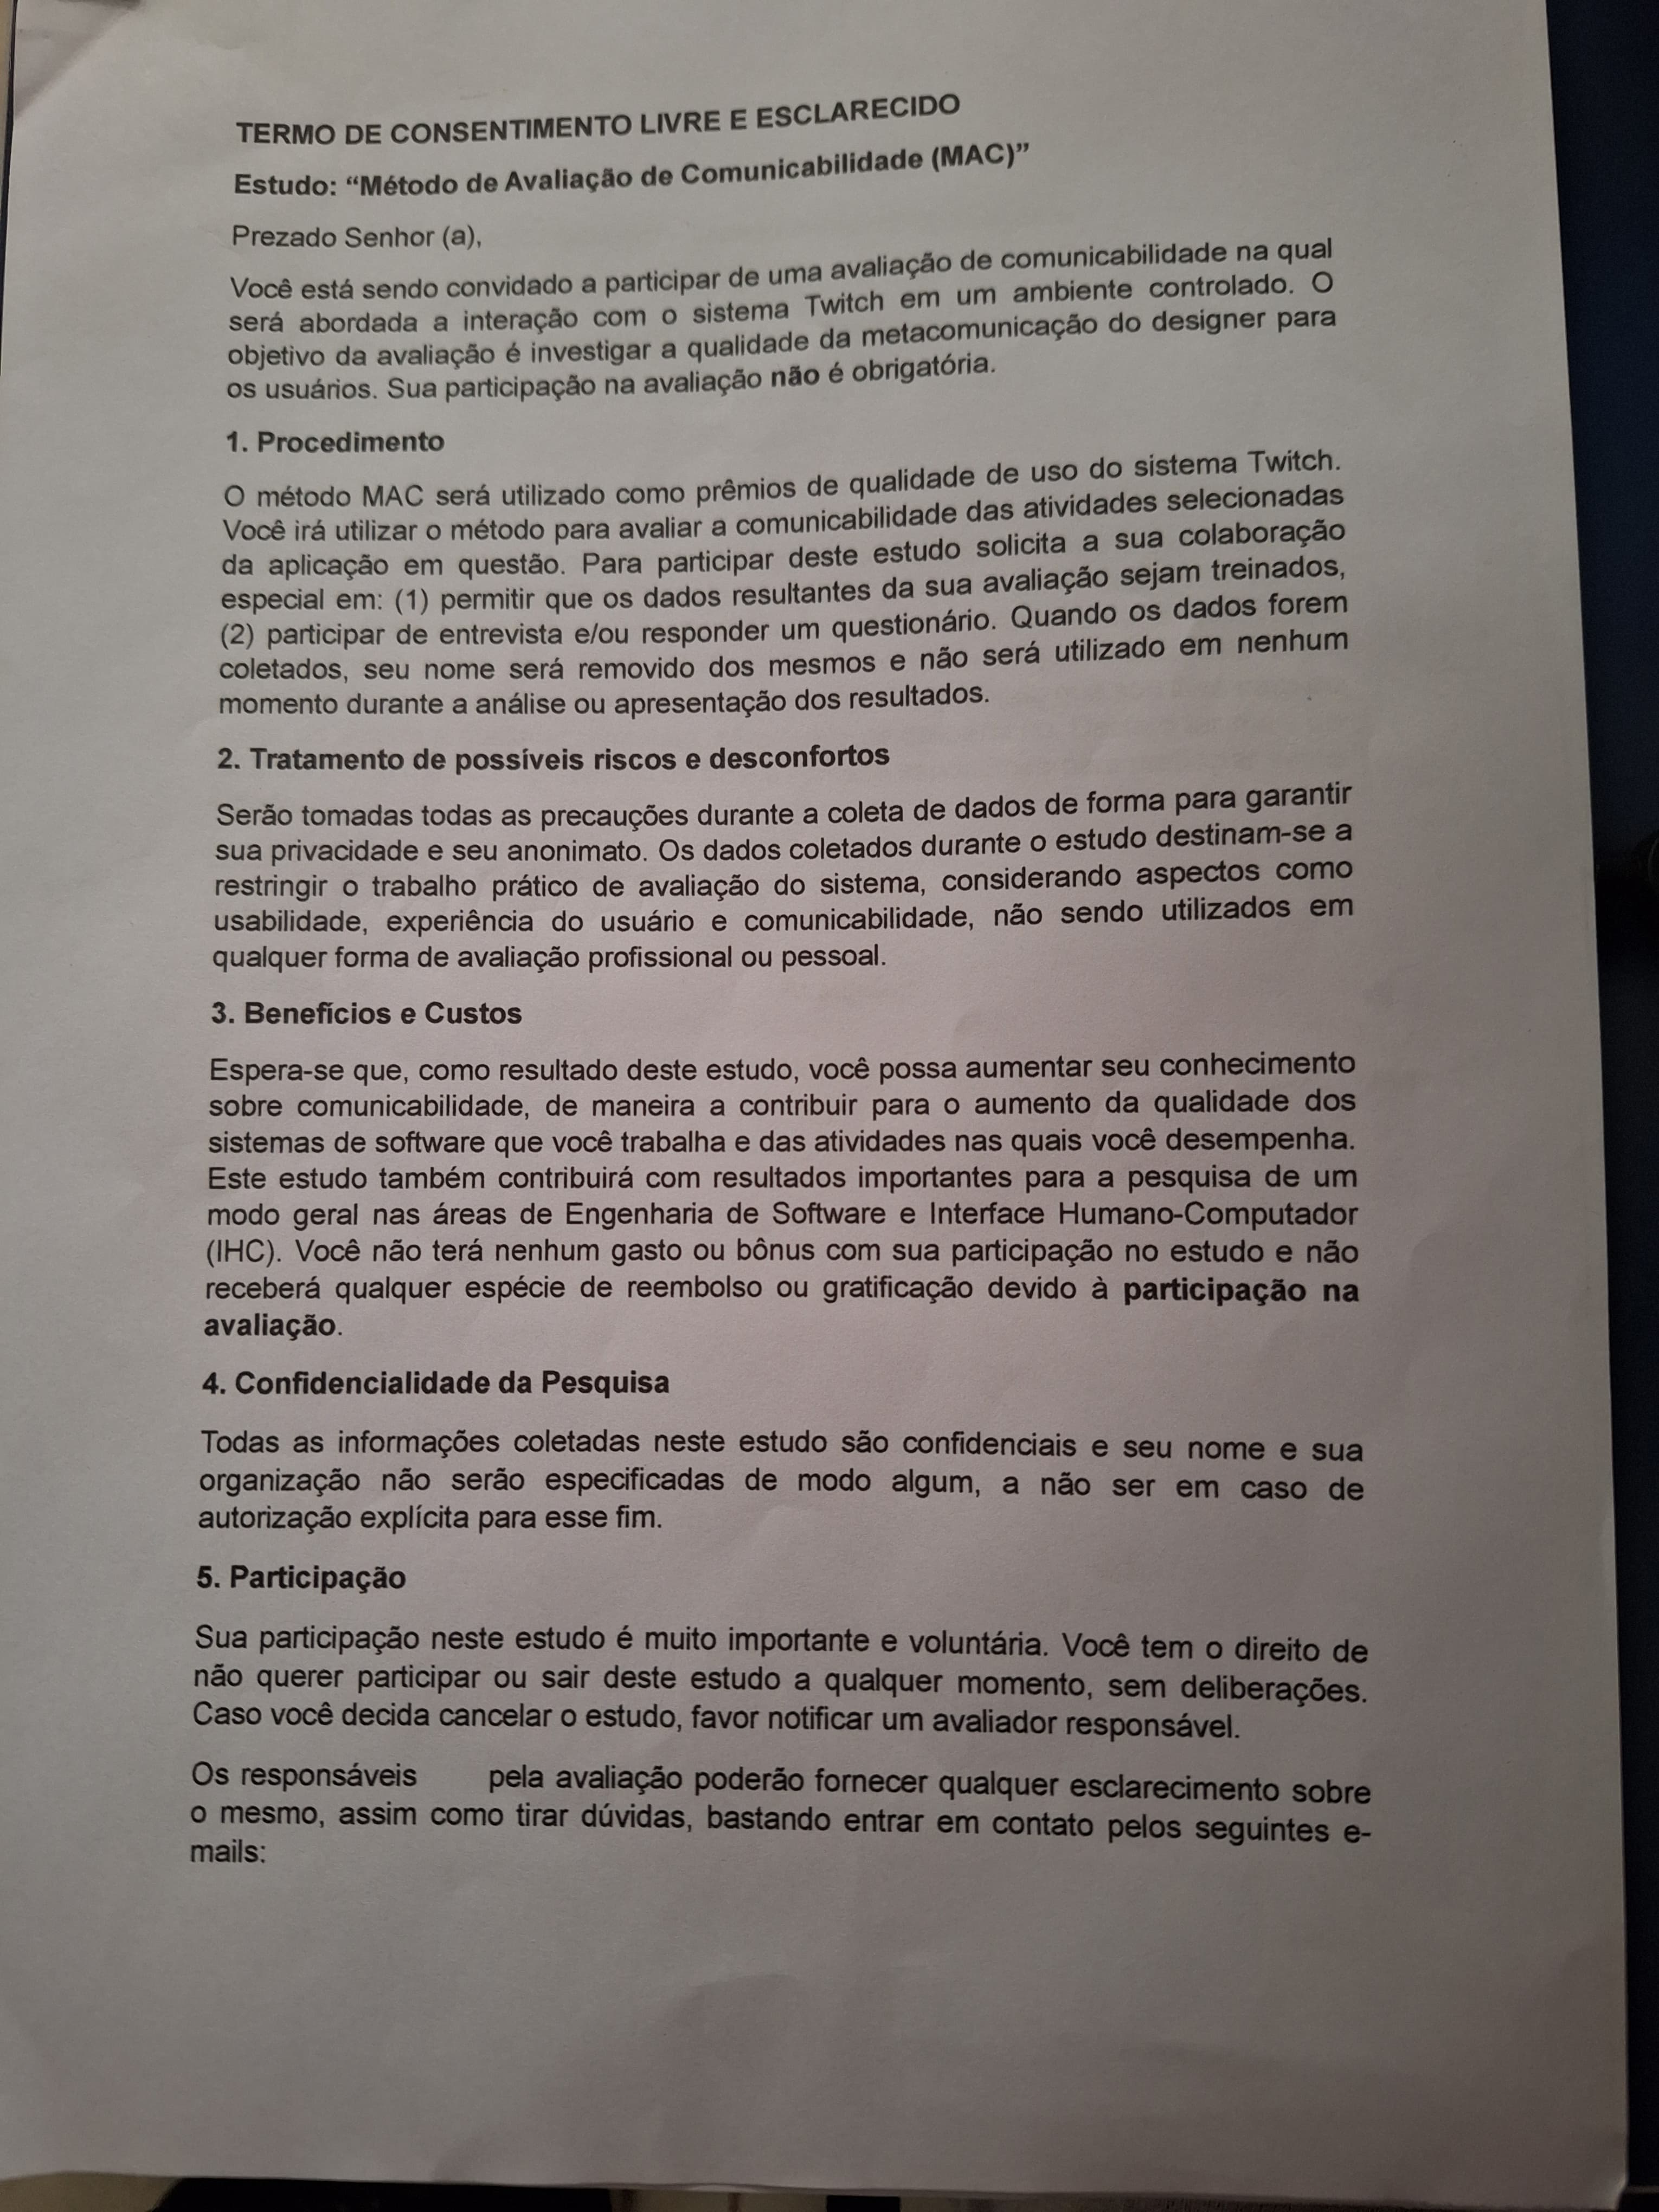 TERMO DE CONSENTIMENTO LIVRE E ESCLARECIDO
Estudo: “Método de Avaliação de Comunicabilidade (MAC)”
Prezado Senhor (a),
Você está sendo convidado a participar de uma avaliação de comunicabilidade na qual
será abordada a interação com o sistema Twitch em um ambiente controlado. O
objetivo da avaliação é investigar a qualidade da metacomunicação do designer para
os usuários. Sua participação na avaliação não é obrigatória.
1. Procedimento
O método MAC será utilizado como prêmios de qualidade de uso do sistema Twitch.
Você irá utilizar o método para avaliar a comunicabilidade das atividades selecionadas
da aplicação em questão. Para participar deste estudo solicita a sua colaboração
especial em: (1) permitir que os dados resultantes da sua avaliação sejam treinados,
(2) participar de entrevista e/ou responder um questionário. Quando os dados forem
coletados, seu nome será removido dos mesmos e não será utilizado em nenhum
momento durante a análise ou apresentação dos resultados.
2. Tratamento de possíveis riscos e desconfortos
Serão tomadas todas as precauções durante a coleta de dados de forma para garantir
sua privacidade e seu anonimato. Os dados coletados durante o estudo destinam-se a
restringir o trabalho prático de avaliação do sistema, considerando aspectos como
usabilidade, experiência do usuário e comunicabilidade, não sendo utilizados em
qualquer forma de avaliação profissional ou pessoal.
3. Benefícios e Custos
Espera-se que, como resultado deste estudo, você possa aumentar seu conhecimento
sobre comunicabilidade, de maneira a contribuir para o aumento da qualidade dos
sistemas de software que você trabalha e das atividades nas quais você desempenha.
Este estudo também contribuirá com resultados importantes para a pesquisa de um
modo geral nas áreas de Engenharia de Software e Interface Humano-Computador
(IHC). Você não terá nenhum gasto ou bônus com sua participação no estudo e não
receberá qualquer espécie de reembolso ou gratificação devido à participação na
avaliação.
4. Confidencialidade da Pesquisa
Todas as informações coletadas neste estudo são confidenciais e seu nome e sua
organização não serão especificadas de modo algum, a não ser em caso de
autorização explícita para esse fim.
5. Participação
Sua participação neste estudo é muito importante e voluntária. Você tem o direito de
não querer participar ou sair deste estudo a qualquer momento, sem deliberações.
Caso você decida cancelar o estudo, favor notificar um avaliador responsável.
Os responsáveis pela avaliação poderão fornecer qualquer esclarecimento sobre
o mesmo, assim como tirar dúvidas, bastando entrar em contato pelos seguintes e-
mails: